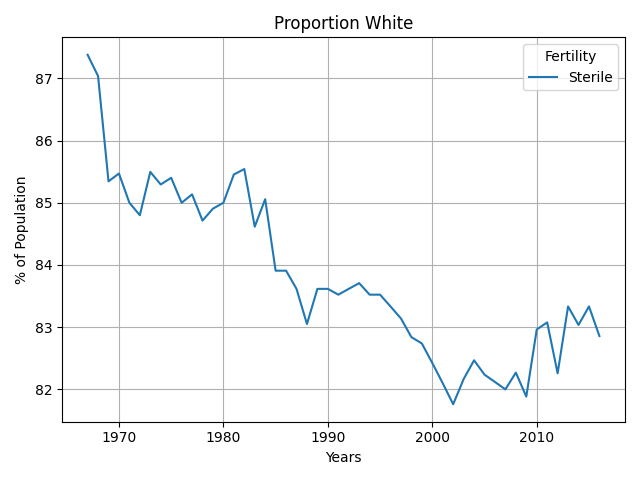 Proportion White
Fertility
Sterile
87
86
85
84
83
82
% of Population
1970 1980 1990 2000 2010
Years